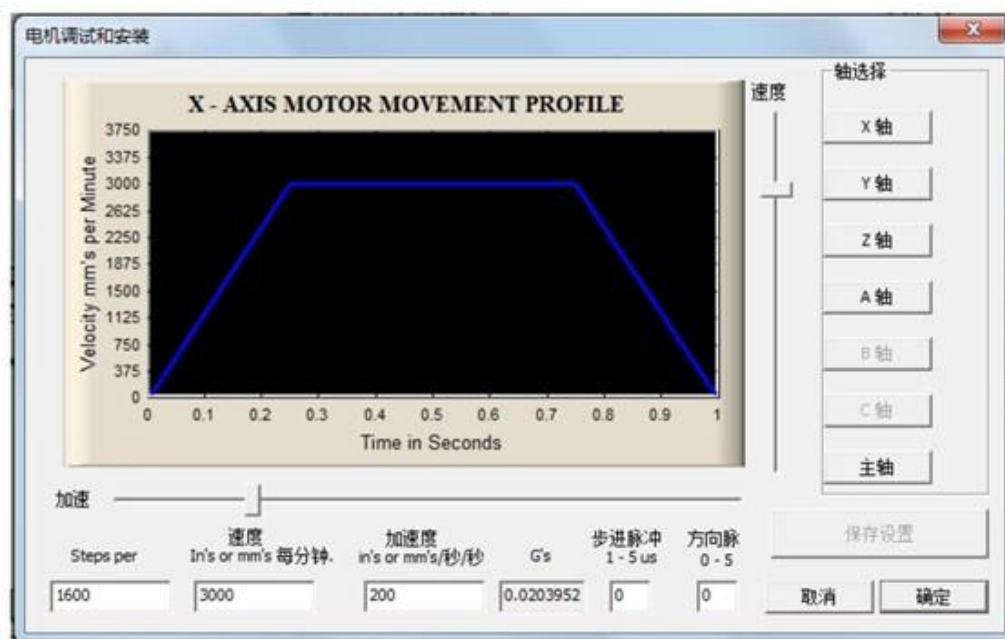 电机调试和安装
轴选择
X - AXIS MOTOR MOVEMENT PROFILE
速度
3750
3375
3000
2625
2250
1875
1500
1125
750
375
0
Velocity mm's per Minute
0 0.1 0.2 0.3 0.4 0.5 0.6 0.7 0.8 0.9 1
Time in Seconds
X 轴
Y 轴
Z 轴
A 轴
B 轴
C 轴
主轴
加速
Steps per
速度
In's or mm's 每分钟.
加速度
in's or mm's/秒/秒
G's
步进脉冲
1 - 5 us
方向脉
0 - 5
保存设置
1600 3000 200 0.0203952 0 0
取消 确定